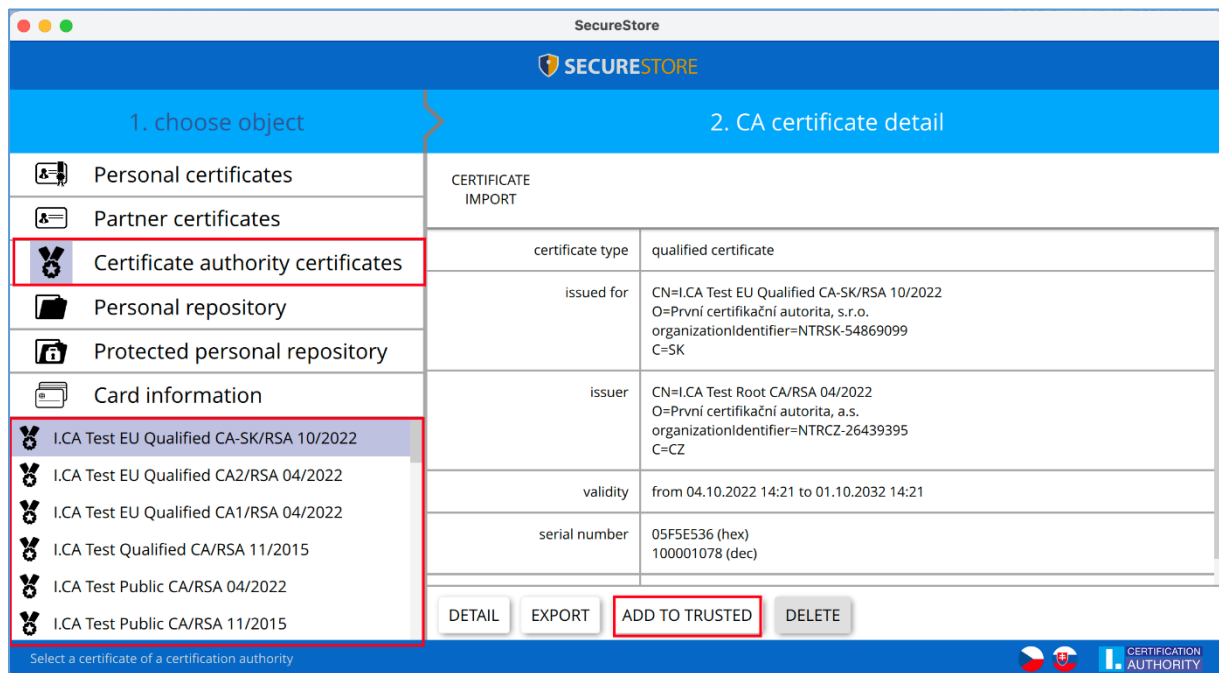 SecureStore
SECURESTORE
1. choose object
2. CA certificate detail
Personal certificates
Partner certificates
Certificate authority certificates
Personal repository
Protected personal repository
Card information
I.CA Test EU Qualified CA-SK/RSA 10/2022
I.CA Test EU Qualified CA2/RSA 04/2022
I.CA Test EU Qualified CA1/RSA 04/2022
I.CA Test Qualified CA/RSA 11/2015
I.CA Test Public CA/RSA 04/2022
I.CA Test Public CA/RSA 11/2015
CERTIFICATE
IMPORT
certificate type qualified certificate
issued for CN=I.CA Test EU Qualified CA-SK/RSA 10/2022
O=První certifikační autorita, s.r.o.
organizationIdentifier=NTRSK-54869099
C=SK
issuer CN=I.CA Test Root CA/RSA 04/2022
O=První certifikační autorita, a.s.
organizationIdentifier=NTRCZ-26439395
C=CZ
validity from 04.10.2022 14:21 to 01.10.2032 14:21
serial number 05F5E536 (hex)
100001078 (dec)
DETAIL EXPORT ADD TO TRUSTED DELETE
Select a certificate of a certification authority
I. CERTIFICATION
AUTHORITY